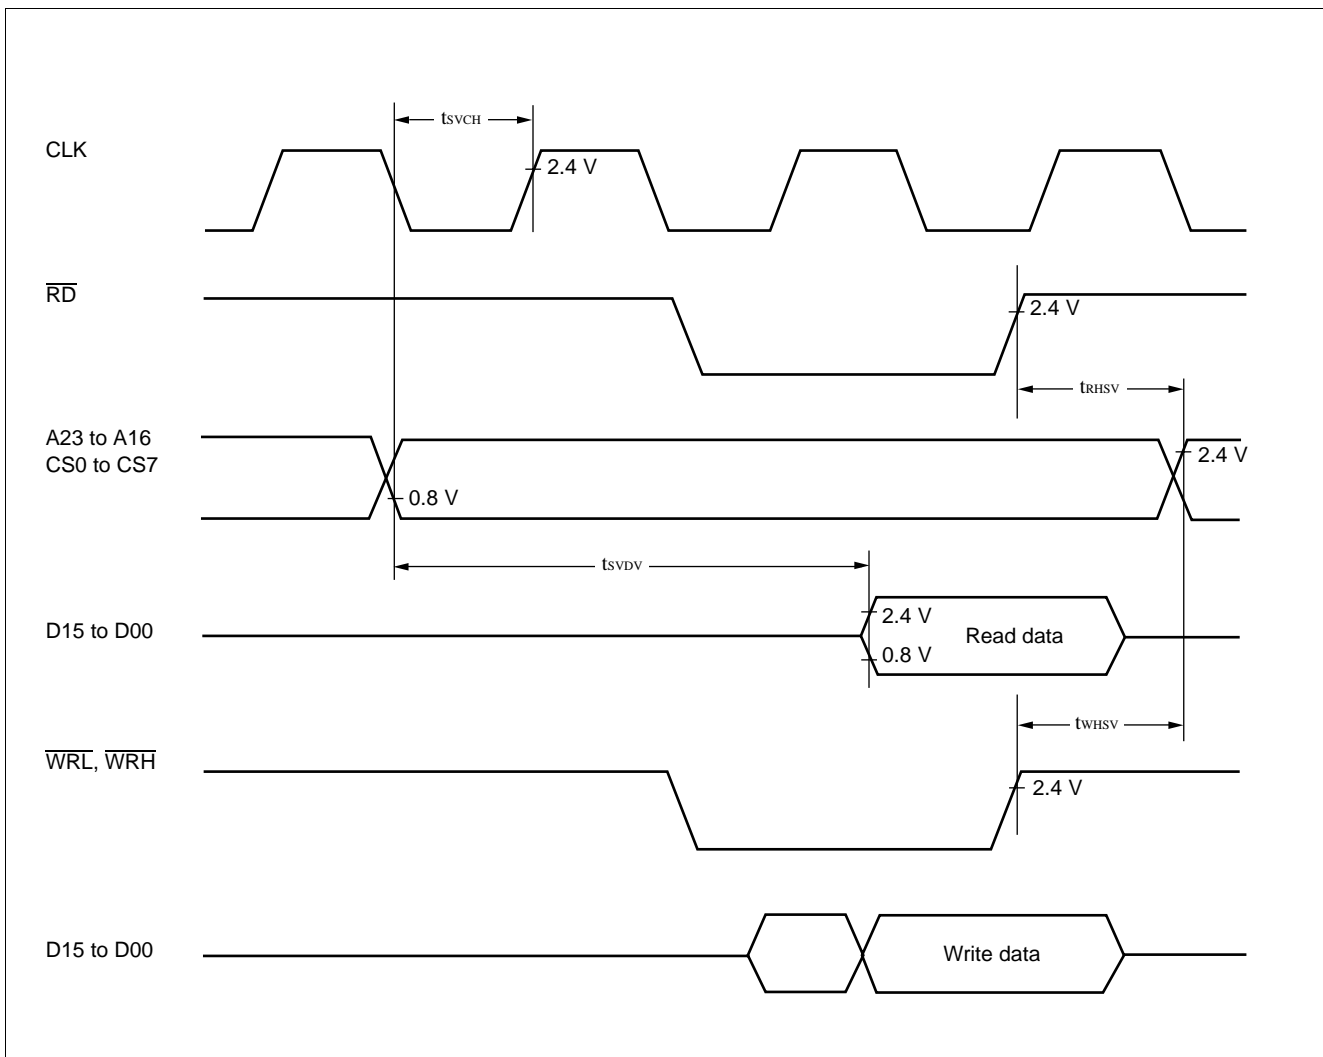 tSVCH
CLK
2.4 V
RD
2.4 V
tRHSV
A23 to A16
CS0 to CS7
2.4 V
0.8 V
tSVDV
D15 to D00
2.4 V
Read data
0.8 V
tWHSV
WRL, WRH
2.4 V
D15 to D00
Write data